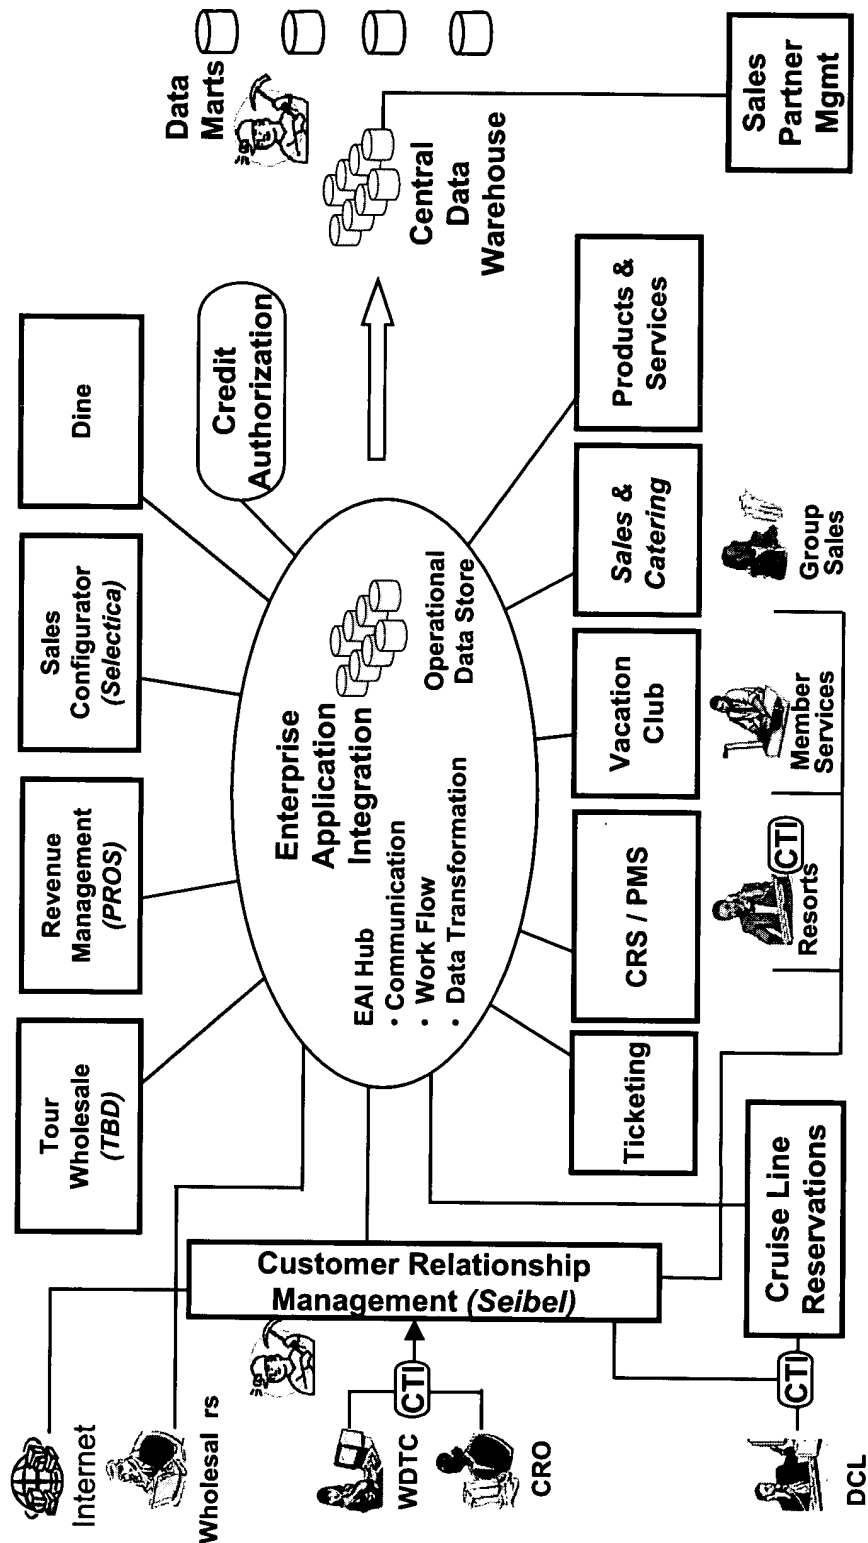 Internet
Wholesal rs
WDTC
CTI
CRO
CTI
DCL
Customer Relationship
Management (Seibel)
Cruise Line
Reservations
Tour
Wholesale
(TBD)
Revenue
Management
(PROS)
Sales
Configurator
(Selectica)
Dine
Credit
Authorization
Enterprise
Application
Integration
EAI Hub
• Communication
• Work Flow
• Data Transformation
Operational
Data Store
Ticketing
CRS / PMS
Vacation
Club
Sales &
Catering
Products &
Services
Resorts
CTI
Member
Services
Group
Sales
Data
Marts
Central
Data
Warehouse
Sales
Partner
Mgmt